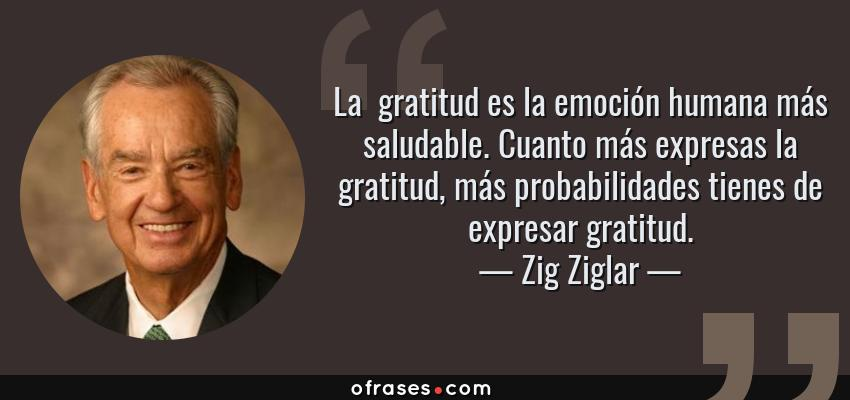 La  gratitud es la emoción humana más
saludable. Cuanto más expresas la
gratitud, más probabilidades tienes de
expresar gratitud.
— Zig Ziglar —
ofrases.com